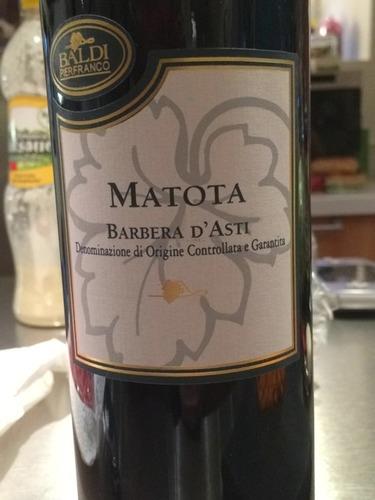 BALDI
PIERFRANCO
MATOTA
BARBERA D'ASTI
Denominazione di Origine Controllata e Garantita